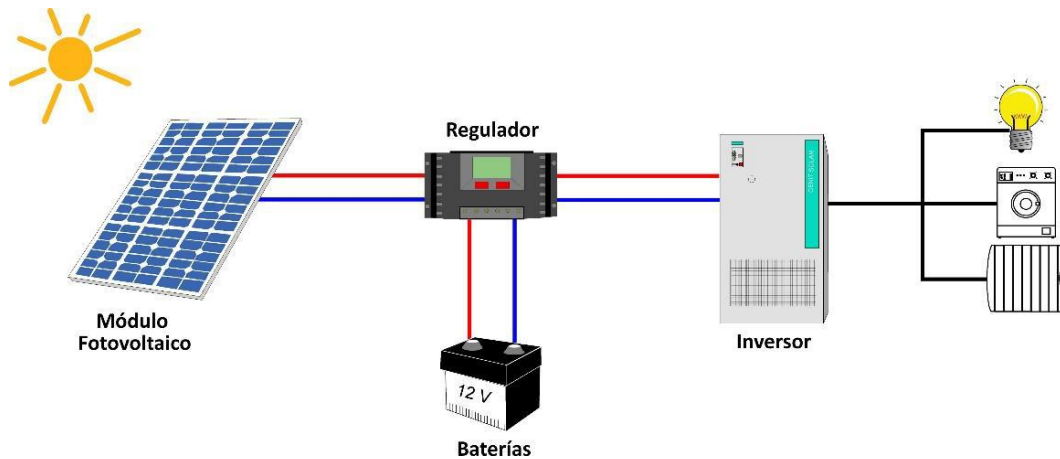 Regulador
Módulo
Fotovoltaico
12 V
Baterías
Inversor